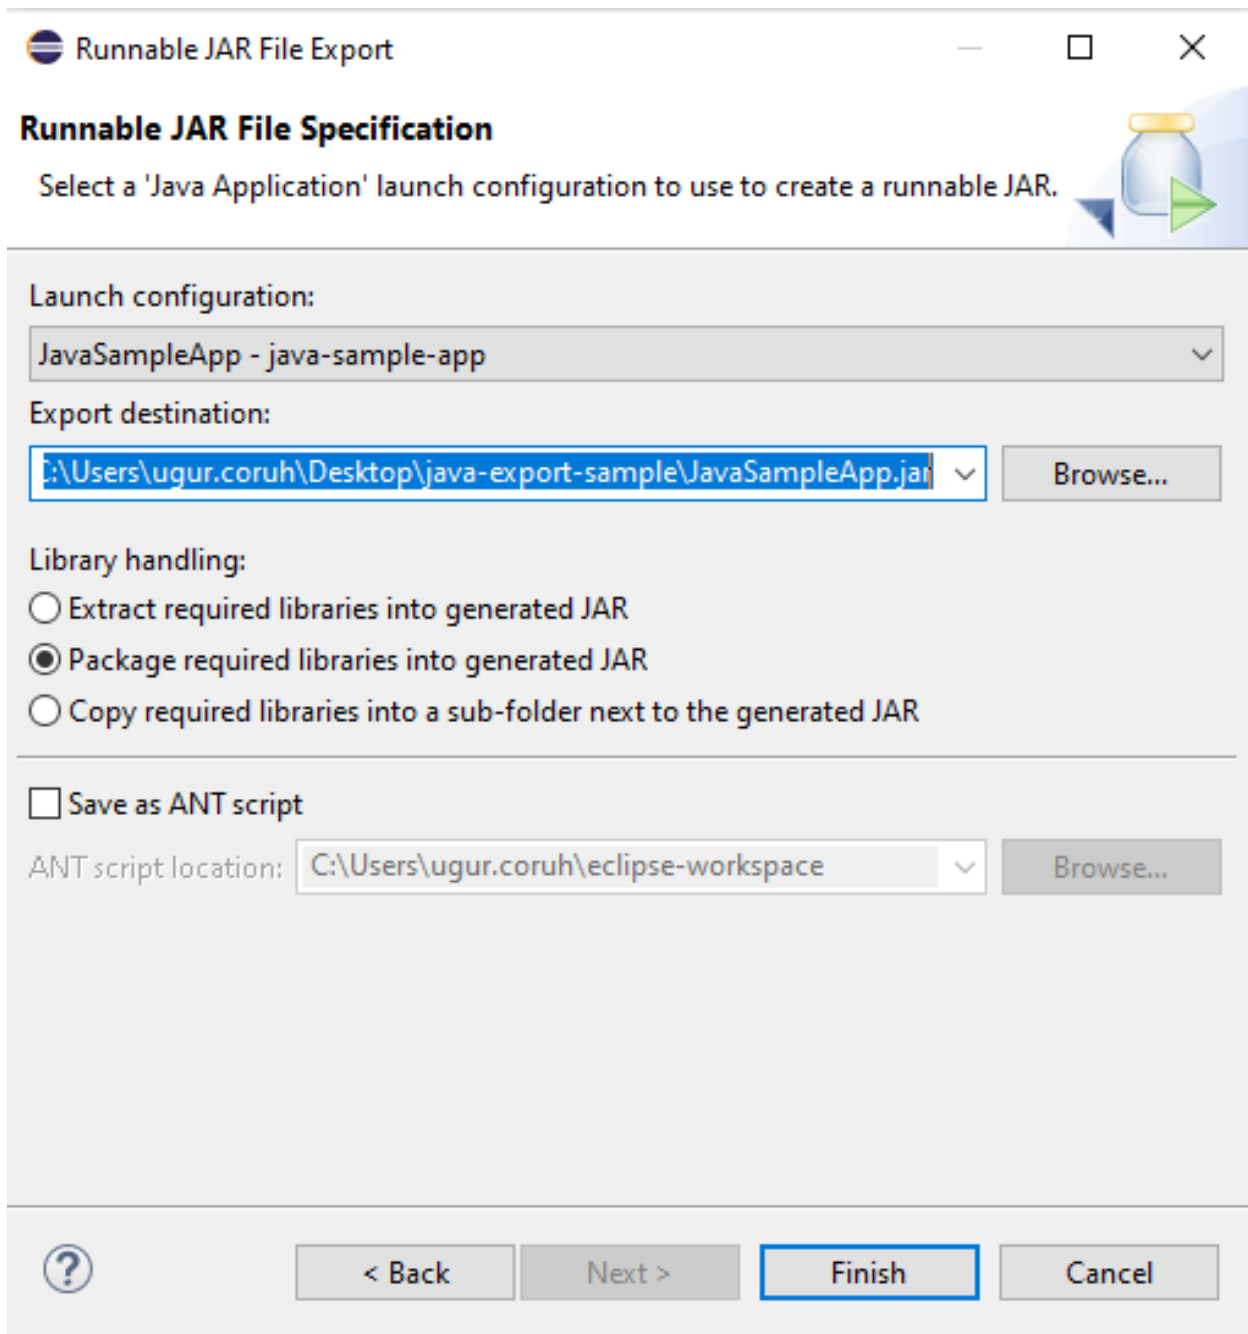 Runnable JAR File Export
Runnable JAR File Specification
Select a 'Java Application' launch configuration to use to create a runnable JAR.
Launch configuration:
JavaSampleApp - java-sample-app
Export destination:
C:\Users\ugur.coruh\Desktop\java-export-sample\JavaSampleApp.jar
Browse...
Library handling:
Extract required libraries into generated JAR
Package required libraries into generated JAR
Copy required libraries into a sub-folder next to the generated JAR
Save as ANT script
ANT script location: C:\Users\ugur.coruh\eclipse-workspace Browse...
? < Back Next > Finish Cancel